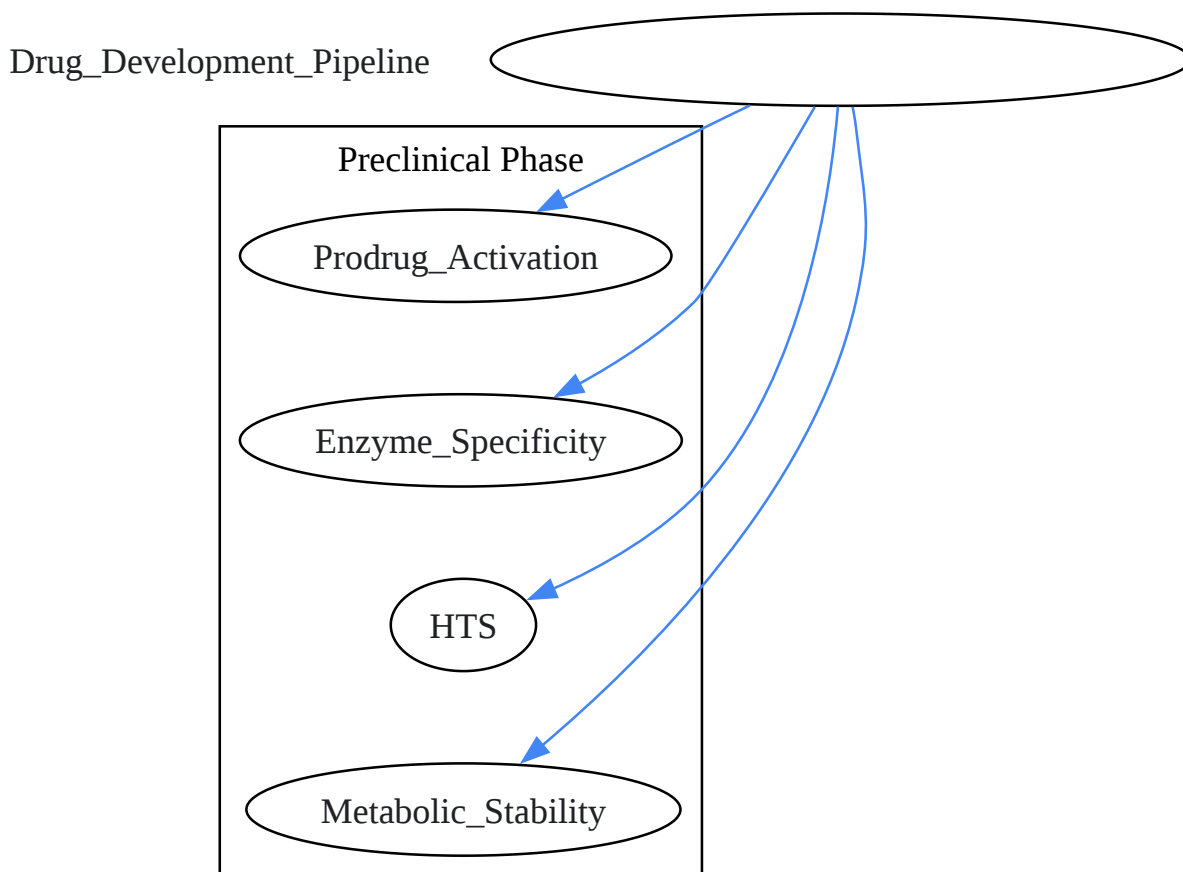 Drug_Development_Pipeline
Preclinical Phase
Prodrug_Activation
Enzyme_Specificity
HTS
Metabolic_Stability